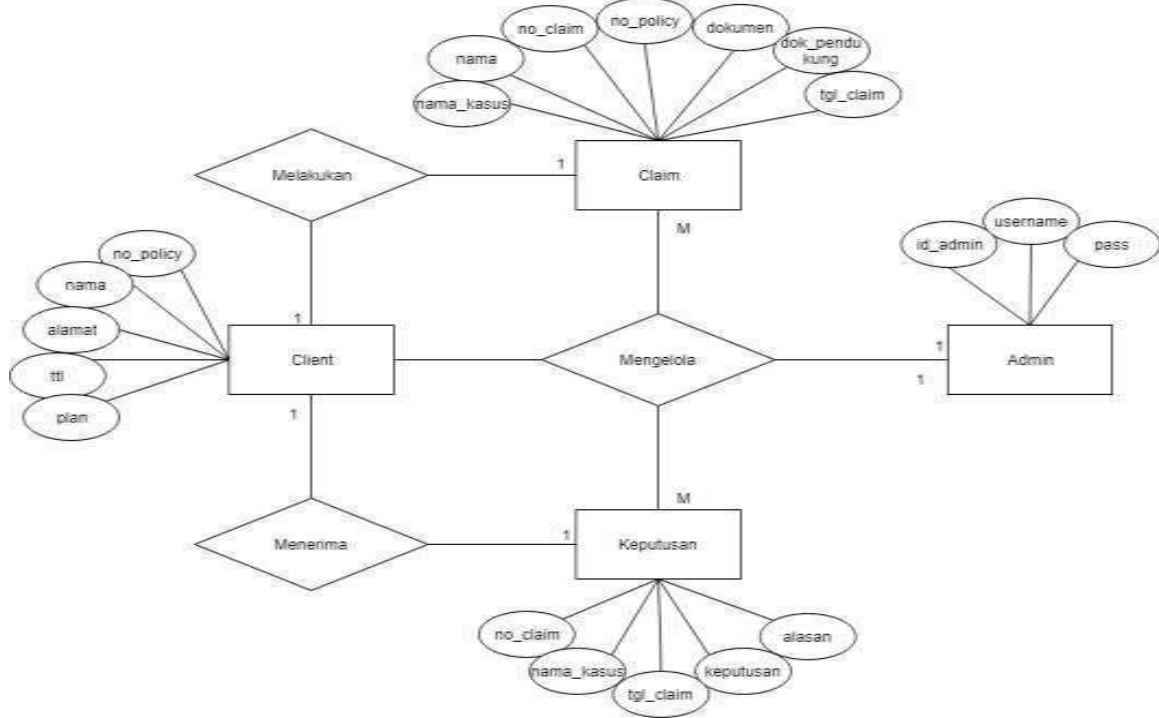 no_policy
no_claim
dokumen
nama
dok_pendu
kung
nama_kasus
tgl_claim
Melakukan
1
Claim
M
username
id_admin
pass
no_policy
nama
alamat
ttl
plan
1
Client
1
Mengelola
1
1
Admin
M
Menerima
1
Keputusan
no_claim
nama_kasus
tgl_claim
keputusan
alasan